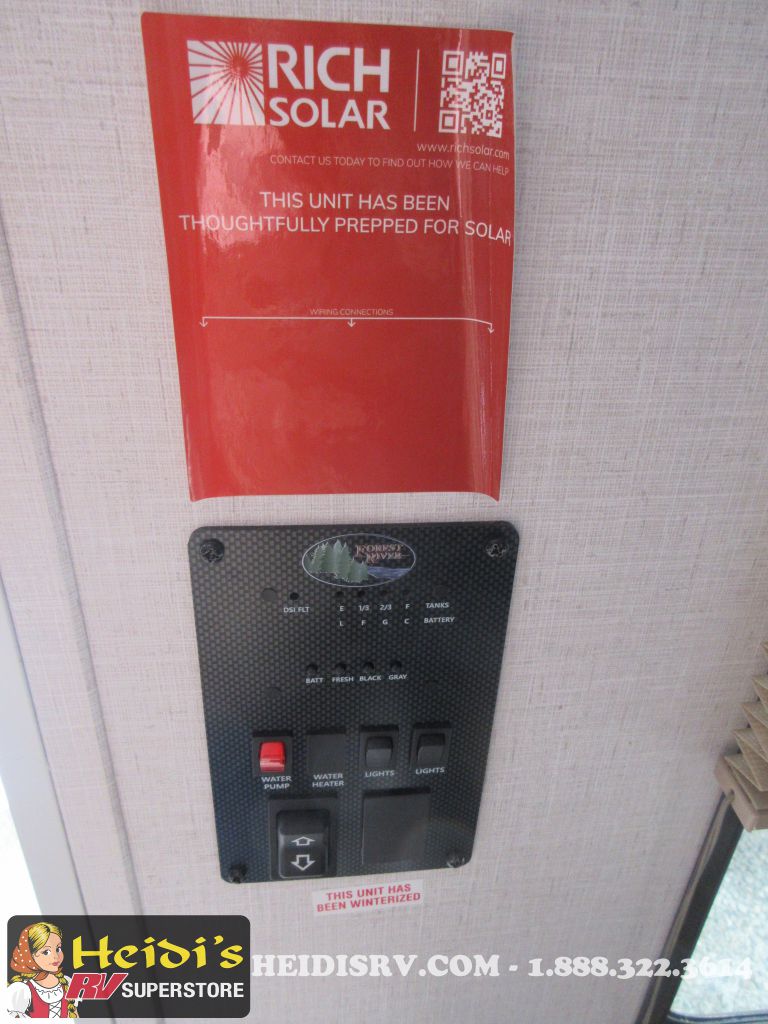 RICH
SOLAR
www.richsolar.com
CONTACT US TODAY TO FIND OUT HOW WE CAN HELP
THIS UNIT HAS BEEN
THOUGHTFULLY PREPPED FOR SOLAR
WIRING CONNECTIONS
FOREST
RIVER
DSI FLT E 1/3 2/3 F TANKS
L F G C BATTERY
BATT FRESH BLACK GRAY
WATER PUMP
WATER HEATER
LIGHTS
LIGHTS
THIS UNIT HAS
BEEN WINTERIZED
Heidi's
RV SUPERSTORE
HEIDISRV.COM - 1.888.322.